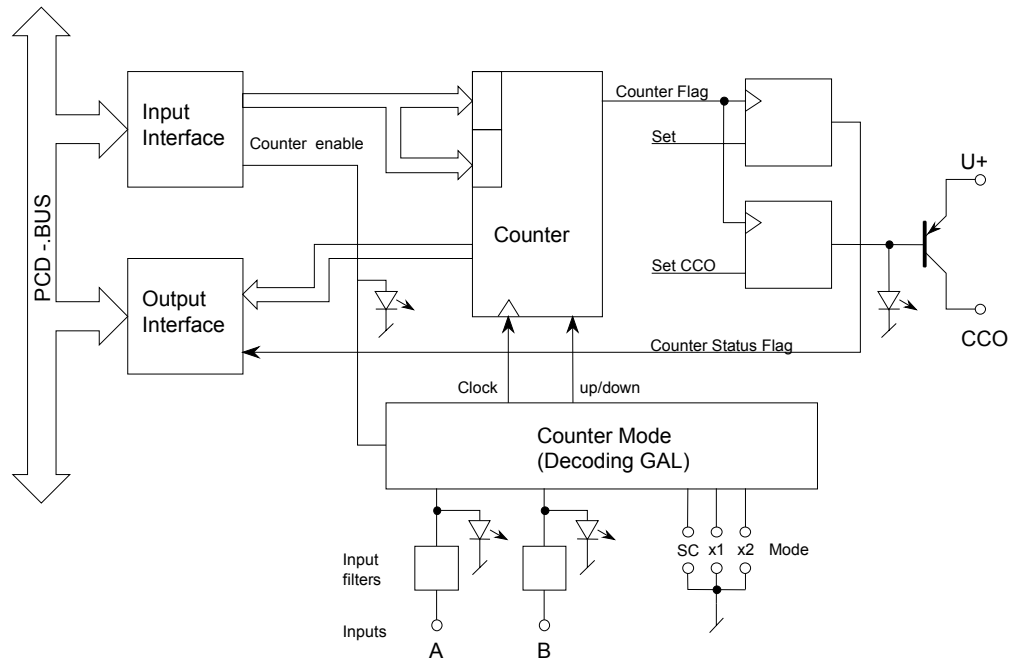 PCD -.BUS
Input
Interface
Counter enable
Counter
Counter Flag
Set
Set CCO
U+
CCO
Output
Interface
Counter Status Flag
Clock
up/down
Counter Mode
(Decoding GAL)
Input
filters
SC x1 x2 Mode
Inputs
A B